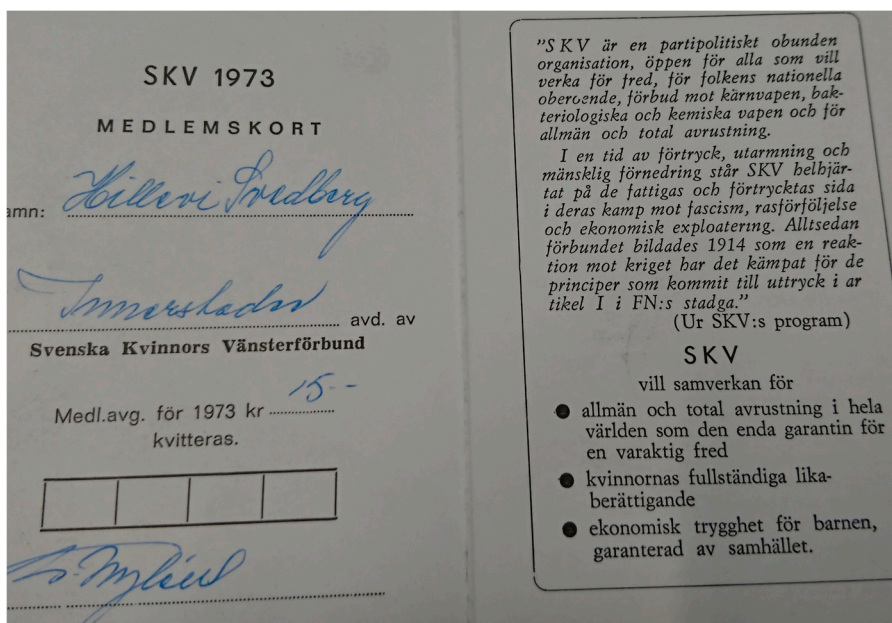 SKV 1973
MEDLEMSKORT
amn: Hillevi Svedberg
Innerstaden avd. av
Svenska Kvinnors Vänsterförbund
Medl.avg. för 1973 kr 15--
kvitteras.
"SKV är en partipolitiskt obunden
organisation, öppen för alla som vill
verka för fred, för folkens nationella
oberoende, förbud mot kärnvapen, bak-
teriologiska och kemiska vapen och för
allmän och total avrustning.
I en tid av förtryck, utarmning och
mänsklig förnedring står SKV helhjär-
tat på de fattigas och förtrycktas sida
i deras kamp mot fascism, rasförföljelse
och ekonomisk exploatering. Alltsedan
förbundet bildades 1914 som en reak-
tion mot kriget har det kämpat för de
principer som kommit till uttryck i ar
tikel I i FN:s stadga."
(Ur SKV:s program)
SKV
vill samverkan för
● allmän och total avrustning i hela
världen som den enda garantin för
en varaktig fred
● kvinnornas fullständiga lika-
berättigande
● ekonomisk trygghet för barnen,
garanterad av samhället.